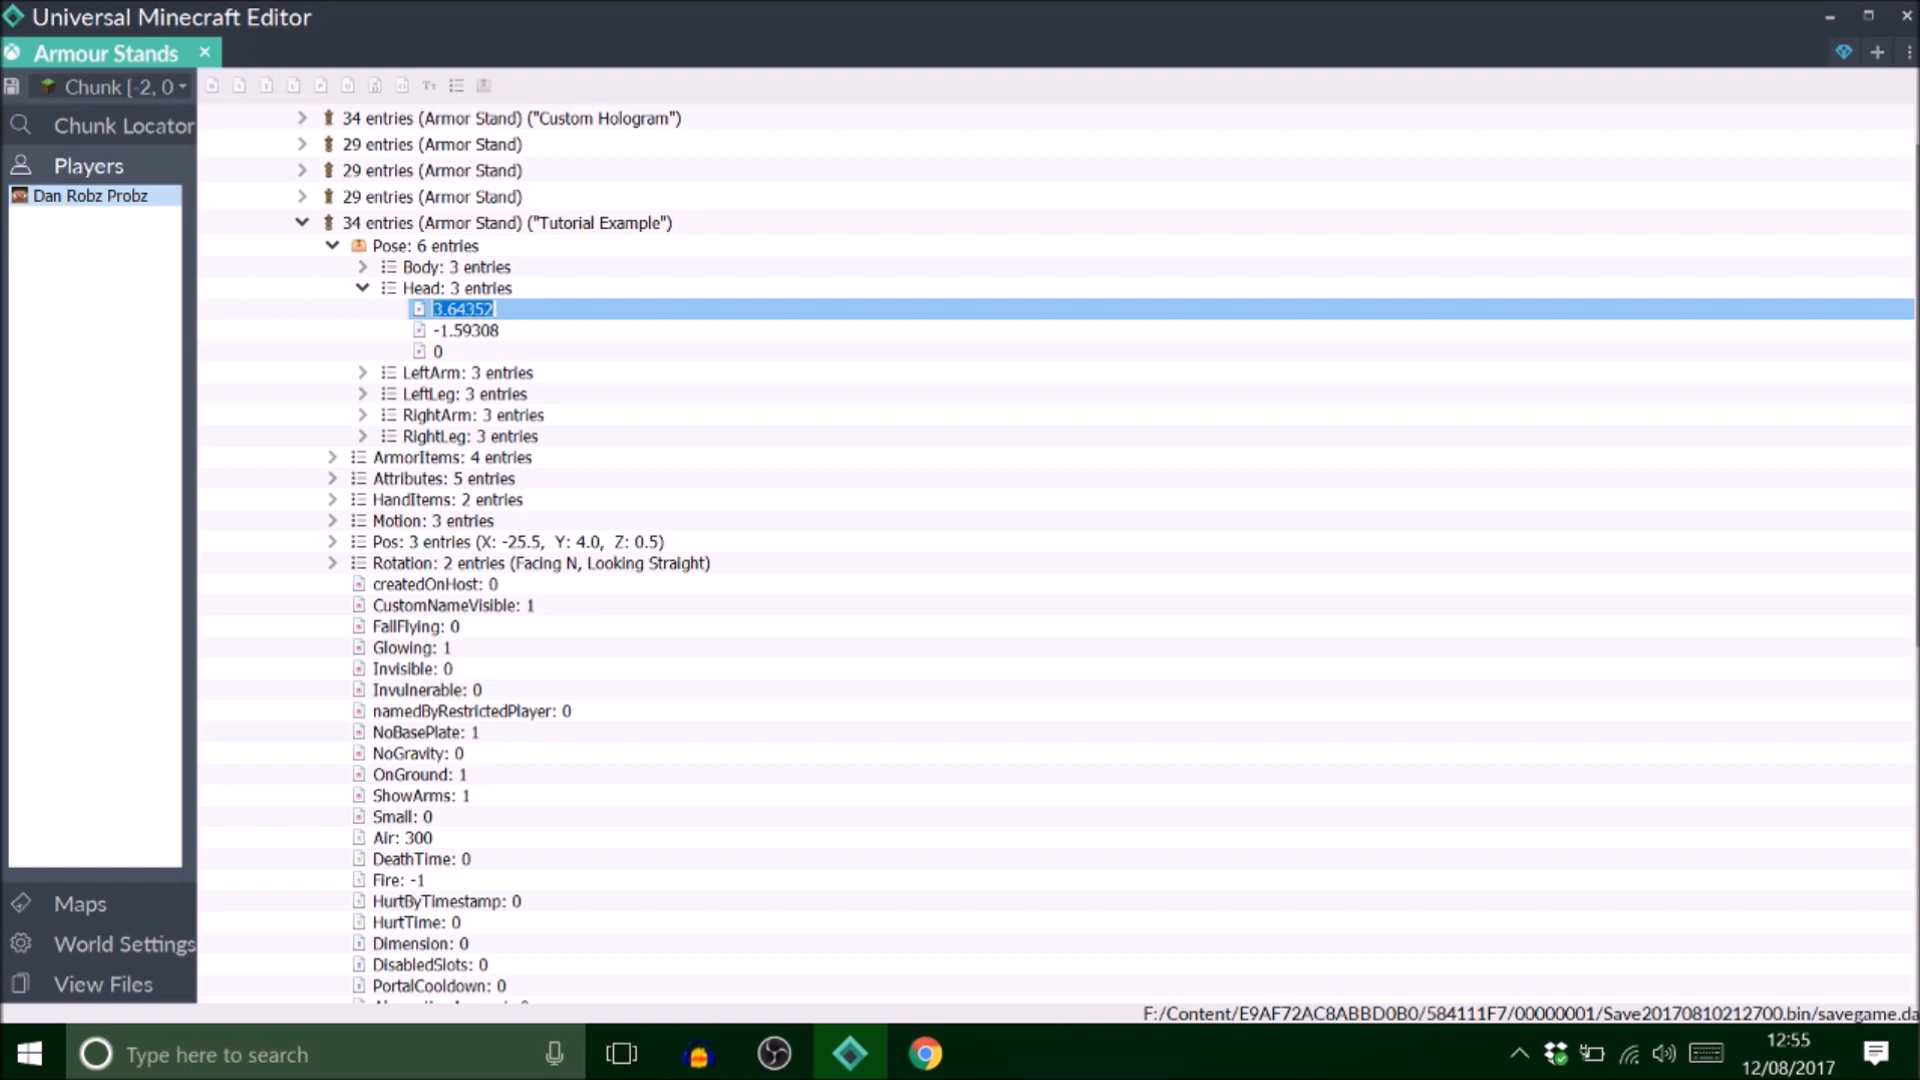 Universal Minecraft Editor
Armour Stands
Chunk [-2, 0
Chunk Locator
Players
Dan Robz Probz
34 entries (Armor Stand) ("Custom Hologram")
29 entries (Armor Stand)
29 entries (Armor Stand)
29 entries (Armor Stand)
34 entries (Armor Stand) ("Tutorial Example")
Pose: 6 entries
Body: 3 entries
Head: 3 entries
3.64352
-1.59308
0
LeftArm: 3 entries
LeftLeg: 3 entries
RightArm: 3 entries
RightLeg: 3 entries
ArmorItems: 4 entries
Attributes: 5 entries
HandItems: 2 entries
Motion: 3 entries
Pos: 3 entries (X: -25.5, Y: 4.0, Z: 0.5)
Rotation: 2 entries (Facing N, Looking Straight)
createdOnHost: 0
CustomNameVisible: 1
FallFlying: 0
Glowing: 1
Invisible: 0
Invulnerable: 0
namedByRestrictedPlayer: 0
NoBasePlate: 1
NoGravity: 0
OnGround: 1
ShowArms: 1
Small: 0
Air: 300
DeathTime: 0
Fire: -1
HurtByTimestamp: 0
HurtTime: 0
Dimension: 0
DisabledSlots: 0
PortalCooldown: 0
Maps
World Settings
View Files
F:/Content/E9AF72AC8ABBD0B0/584111F7/00000001/Save20170810212700.bin/savegame.da
Type here to search
12:55
12/08/2017